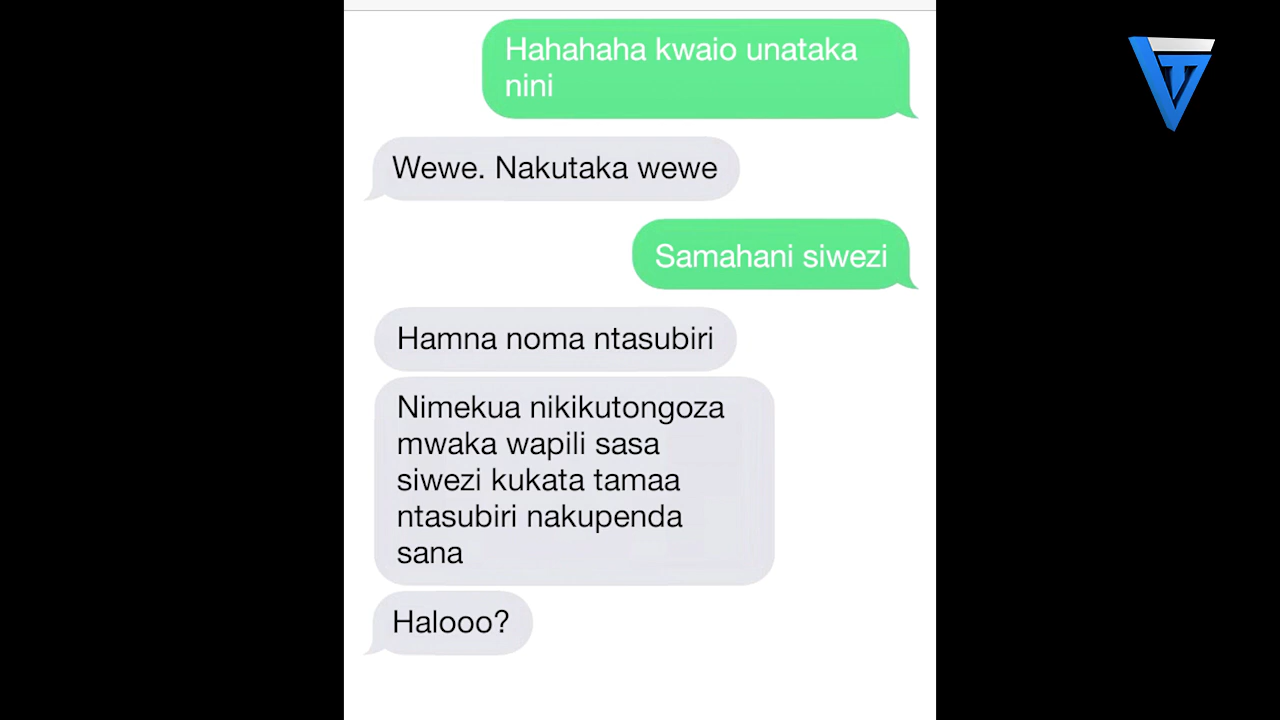 Hahahaha kwaio unataka
nini
Wewe. Nakutaka wewe
Samahani siwezi
Hamna noma ntasubiri
Nimekua nikikutongoza
mwaka wapili sasa
siwezi kukata tamaa
ntasubiri nakupenda
sana
Halooo?